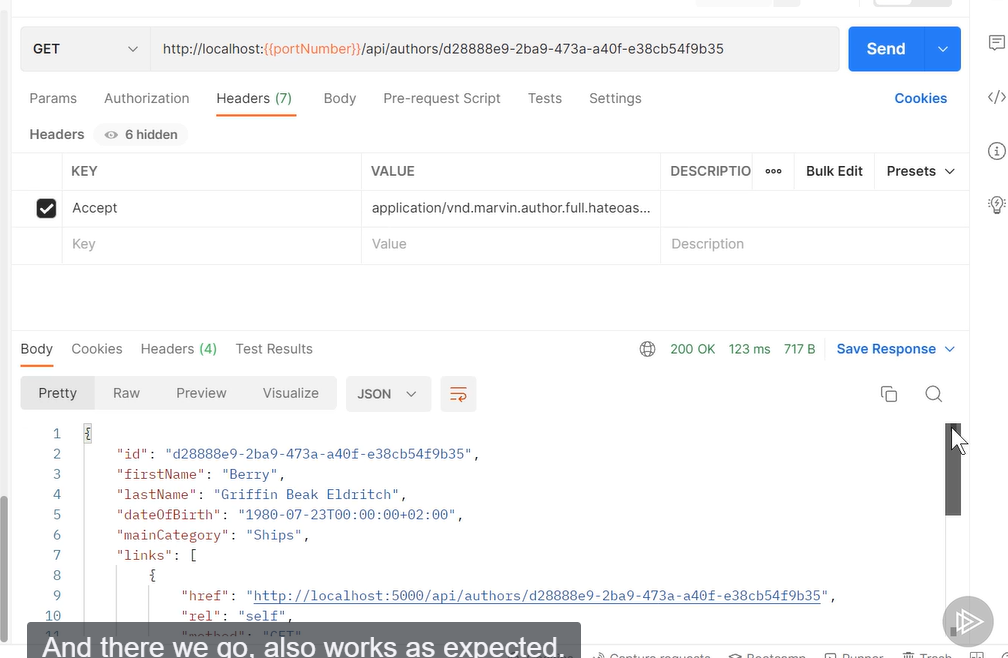 GET http://localhost:{{portNumber}}/api/authors/d28888e9-2ba9-473a-a40f-e38cb54f9b35 Send
Params Authorization Headers (7) Body Pre-request Script Tests Settings Cookies
Headers 6 hidden
KEY VALUE DESCRIPTIO ooo Bulk Edit Presets
Accept application/vnd.marvin.author.full.hateoas...
Key Value Description
Body Cookies Headers (4) Test Results 200 OK 123 ms 717 B Save Response
Pretty Raw Preview Visualize JSON
1 {
2 "id": "d28888e9-2ba9-473a-a40f-e38cb54f9b35",
3 "firstName": "Berry",
4 "lastName": "Griffin Beak Eldritch",
5 "dateOfBirth": "1980-07-23T00:00:00+02:00",
6 "mainCategory": "Ships",
7 "links": [
8 {
9 "href": "http://localhost:5000/api/authors/d28888e9-2ba9-473a-a40f-e38cb54f9b35",
10 "rel": "self",
11 "method": "GET"
And there we go, also works as expected.
Capture requests Bootcamp Runner Trash